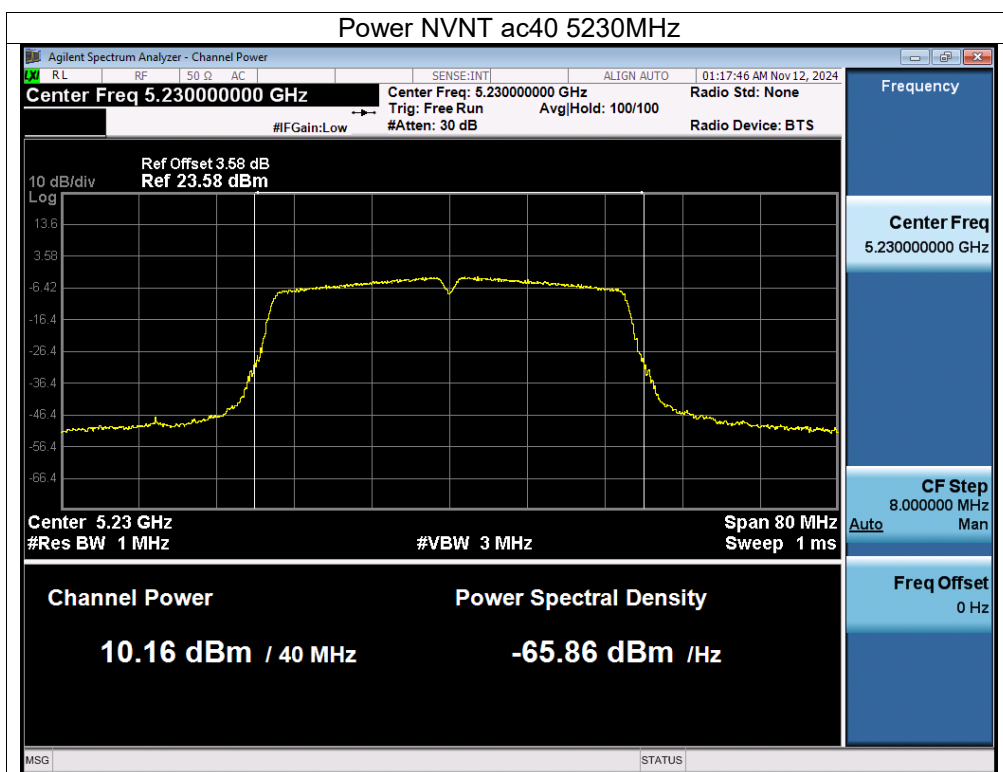 Power NVNT ac40 5230MHz
Agilent Spectrum Analyzer - Channel Power
LXI RL RF 50 Ω AC SENSE:INT ALIGN AUTO 01:17:46 AM Nov 12, 2024
Center Freq 5.230000000 GHz Center Freq: 5.230000000 GHz Radio Std: None
Trig: Free Run Avg|Hold: 100/100
#IFGain:Low #Atten: 30 dB Radio Device: BTS
Frequency
Ref Offset 3.58 dB
10 dB/div Ref 23.58 dBm
Log
13.6
3.58
-6.42
-16.4
-26.4
-36.4
-46.4
-56.4
-66.4
Center Freq
5.230000000 GHz
Center 5.23 GHz Span 80 MHz
#Res BW 1 MHz #VBW 3 MHz Sweep 1 ms
CF Step
8.000000 MHz
Auto Man
Channel Power Power Spectral Density
10.16 dBm / 40 MHz -65.86 dBm /Hz
Freq Offset
0 Hz
MSG STATUS